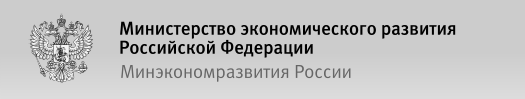 Министерство экономического развития
Российской Федерации
Минэкономразвития России